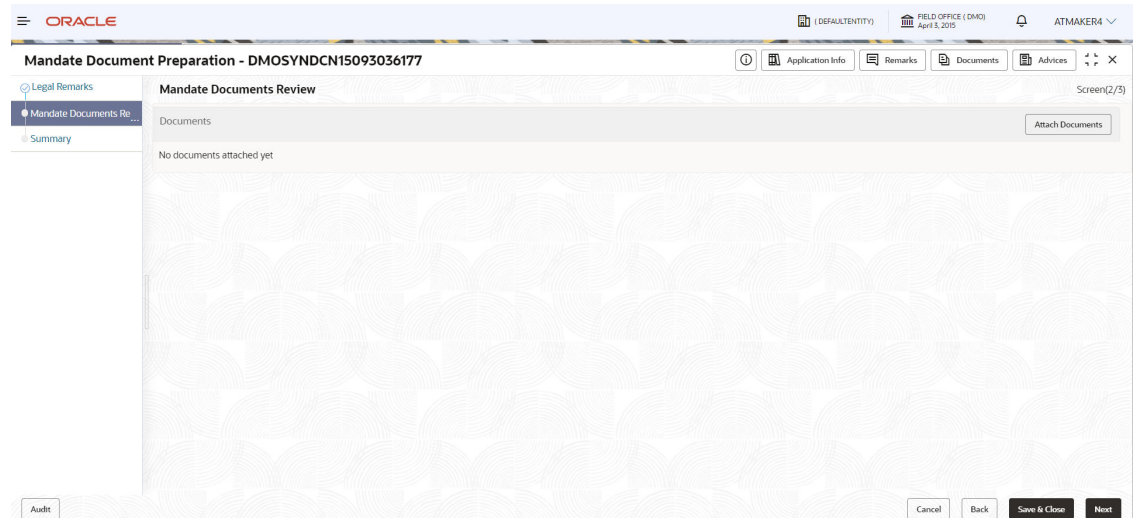 ORACLE
( DEFAULTENTITY)
FIELD OFFICE ( DMO)
April 3, 2015
ATMAKER4
Mandate Document Preparation - DMOSYNDCN15093036177
Application Info
Remarks
Documents
Advices
Legal Remarks
Mandate Documents Re...
Summary
Mandate Documents Review
Screen(2/3)
Documents
Attach Documents
No documents attached yet
Audit
Cancel
Back
Save & Close
Next